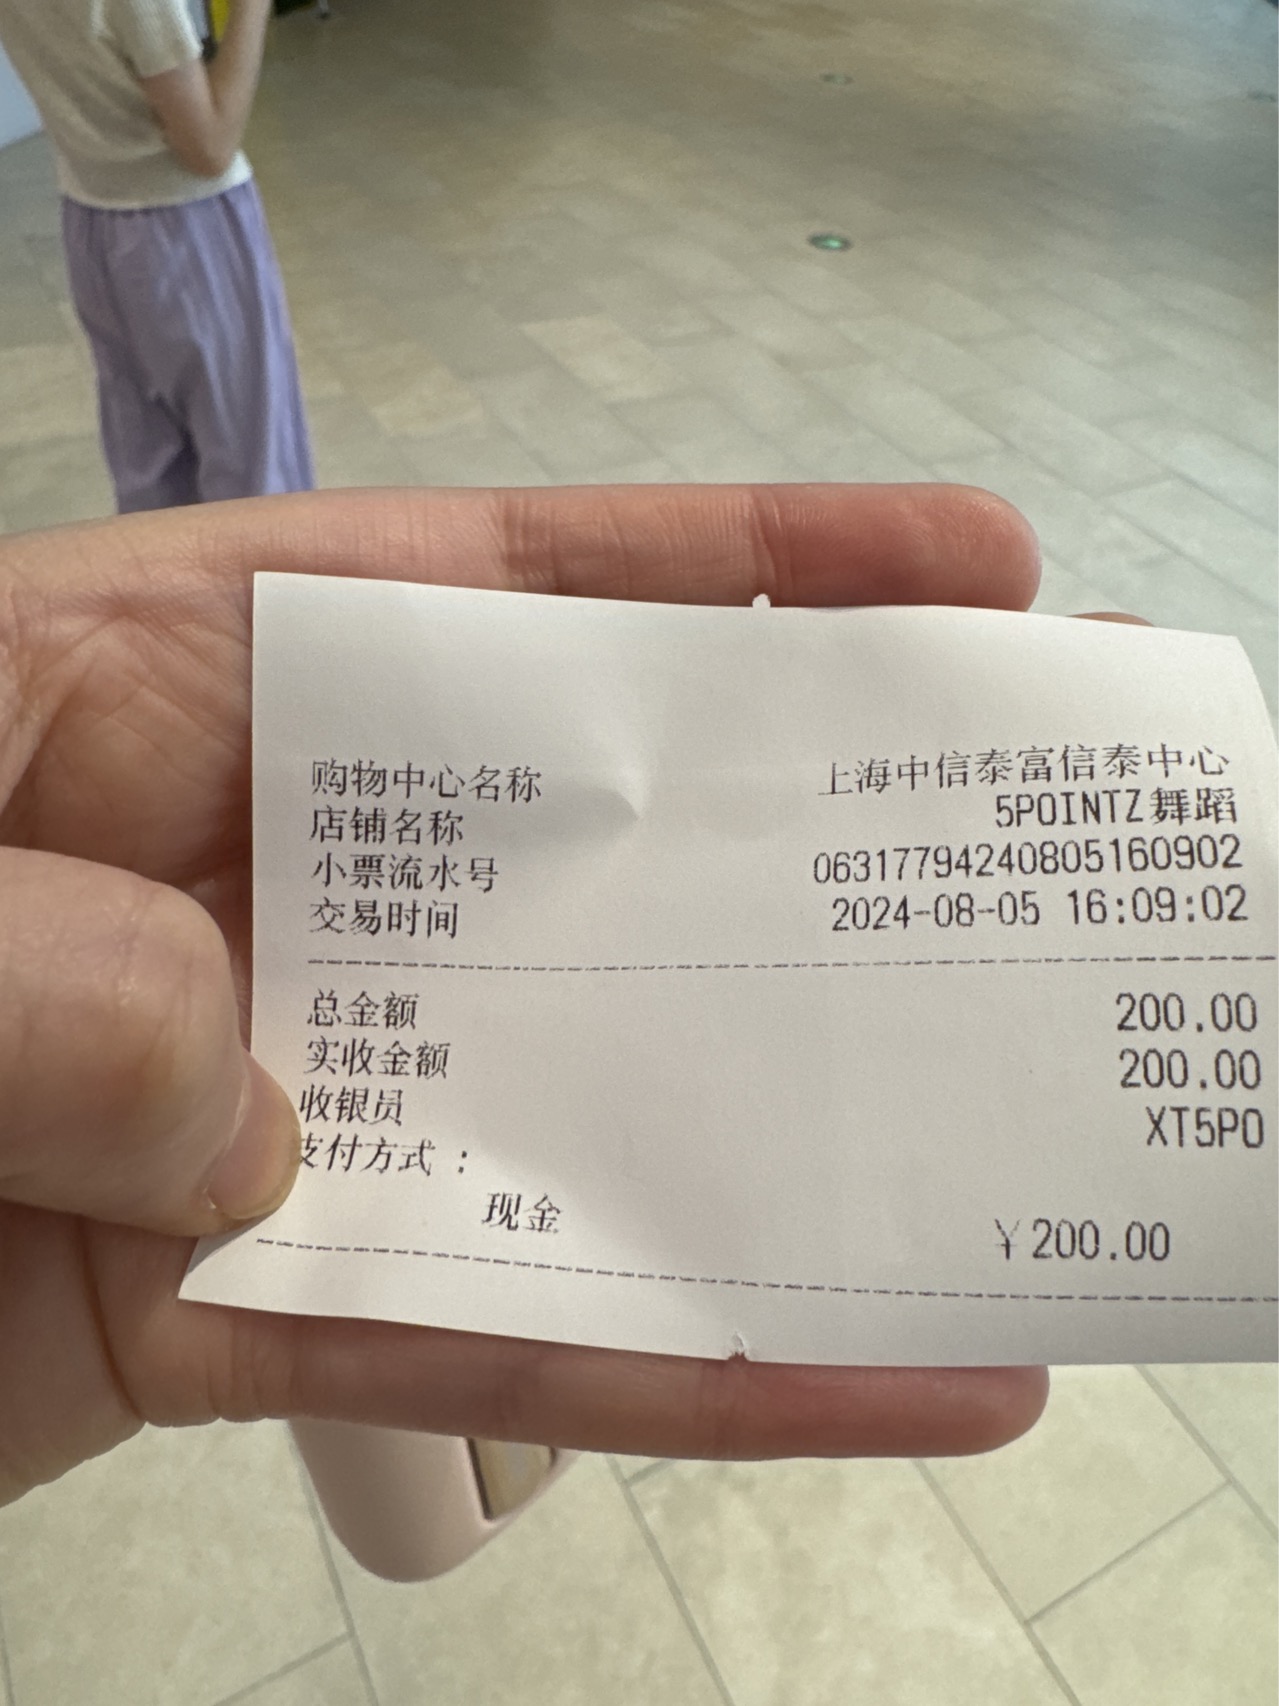 购物中心名称 上海中信泰富信泰中心
店铺名称 5POINTZ舞蹈
小票流水号 06317794240805160902
交易时间 2024-08-05 16:09:02
总金额 200.00
实收金额 200.00
收银员 XT5PO
支付方式：
现金 ￥200.00